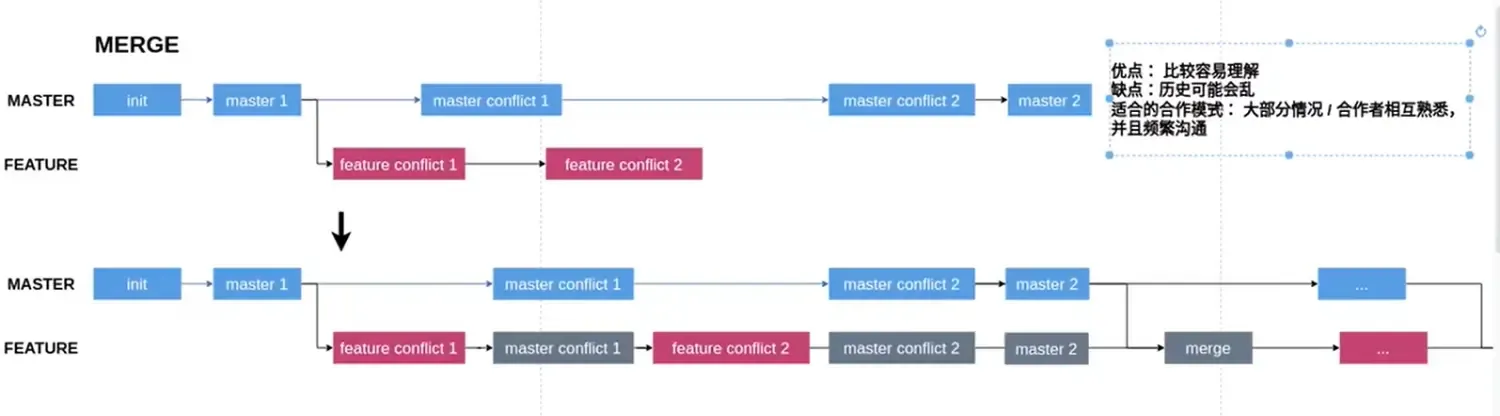 MERGE
MASTER
init
master 1
master conflict 1
master conflict 2
master 2
FEATURE
feature conflict 1
feature conflict 2
优点： 比较容易理解
缺点：历史可能会乱
适合的合作模式： 大部分情况 / 合作者相互熟悉，
并且频繁沟通
MASTER
init
master 1
master conflict 1
master conflict 2
master 2
...
FEATURE
feature conflict 1
master conflict 1
feature conflict 2
master conflict 2
master 2
merge
...